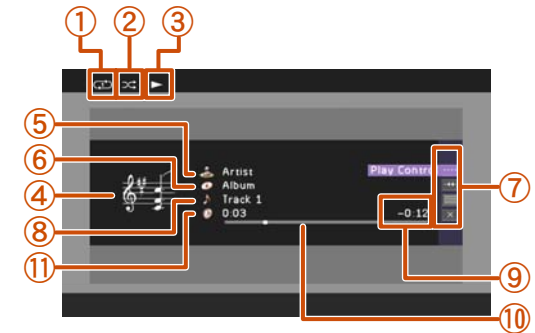 ① ② ③
⑤ Artist Play Control
⑥ Album
④ ⑦
⑧ Track 1
⑪ 0:03 -0:12
⑨
⑩